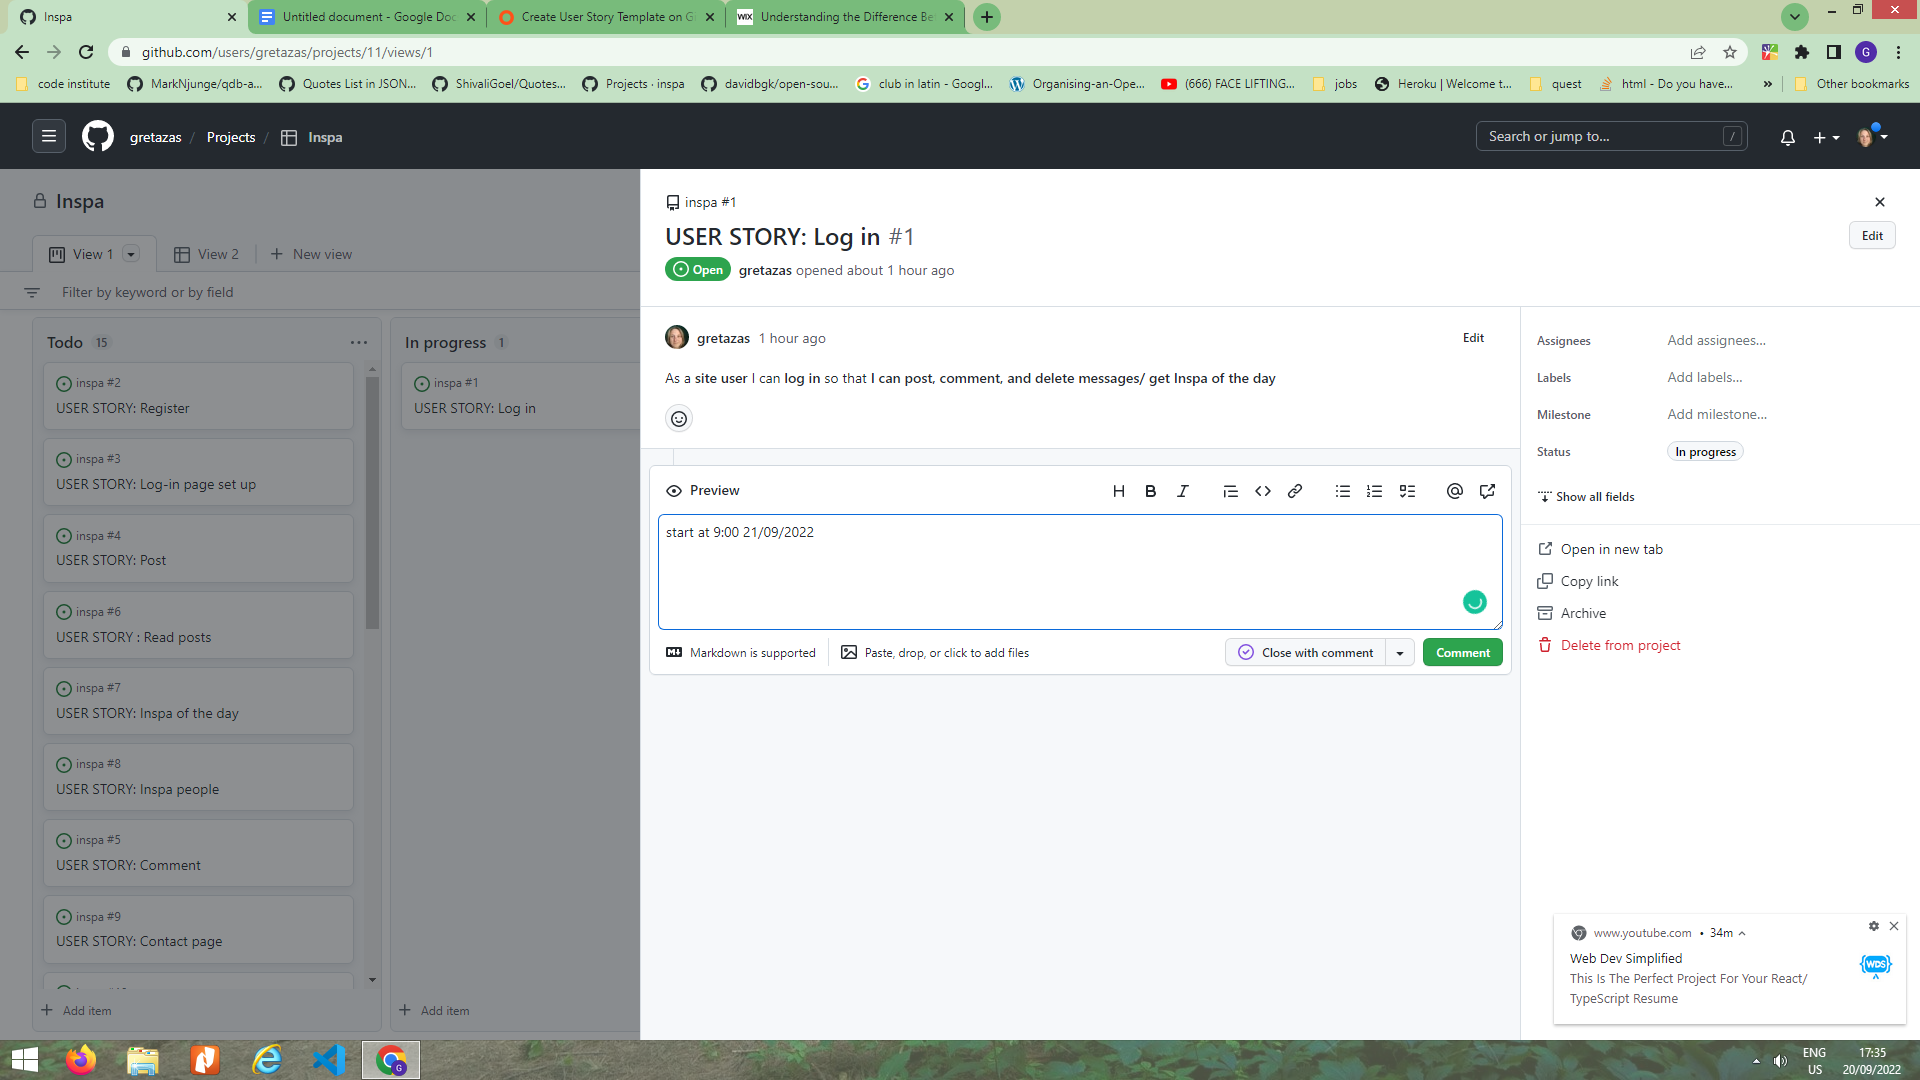 Inspa
Untitled document - Google Doc
Create User Story Template on Gi
WIX
Understanding the Difference Be
github.com/users/gretazas/projects/11/views/1
G
code institute
MarkNjunge/qdb-a...
Quotes List in JSON...
ShivaliGoel/Quotes...
Projects · inspa
davidbgk/open-sou...
club in latin - Googl...
Organising-an-Ope...
(666) FACE LIFTING...
jobs
Heroku | Welcome t...
quest
html - Do you have...
»
Other bookmarks
gretazas / Projects / Inspa
Search or jump to... /
Inspa
View 1
View 2
New view
Filter by keyword or by field
Todo 15
inspa #2
USER STORY: Register
inspa #3
USER STORY: Log-in page set up
inspa #4
USER STORY: Post
inspa #6
USER STORY : Read posts
inspa #7
USER STORY: Inspa of the day
inspa #8
USER STORY: Inspa people
inspa #5
USER STORY: Comment
inspa #9
USER STORY: Contact page
Add item
In progress 1
inspa #1
USER STORY: Log in
Add item
inspa #1
USER STORY: Log in #1
Edit
Open
gretazas opened about 1 hour ago
gretazas 1 hour ago
Edit
As a site user I can log in so that I can post, comment, and delete messages/ get Inspa of the day
Preview
start at 9:00 21/09/2022
Markdown is supported
Paste, drop, or click to add files
Close with comment
Comment
Assignees
Add assignees...
Labels
Add labels...
Milestone
Add milestone...
Status
In progress
Show all fields
Open in new tab
Copy link
Archive
Delete from project
www.youtube.com • 34m
Web Dev Simplified
This Is The Perfect Project For Your React/
TypeScript Resume
WDS
ENG
US
17:35
20/09/2022